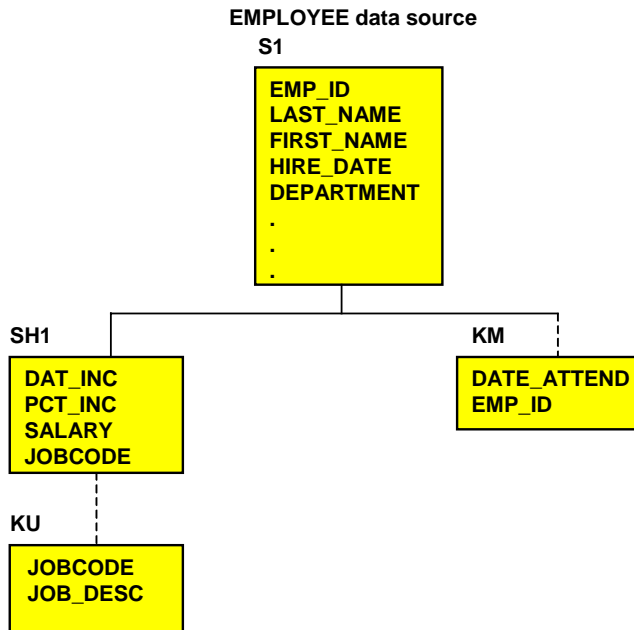 EMPLOYEE data source
S1
EMP_ID
LAST_NAME
FIRST_NAME
HIRE_DATE
DEPARTMENT
.
.
.
SH1
DAT_INC
PCT_INC
SALARY
JOBCODE
KM
DATE_ATTEND
EMP_ID
KU
JOBCODE
JOB_DESC